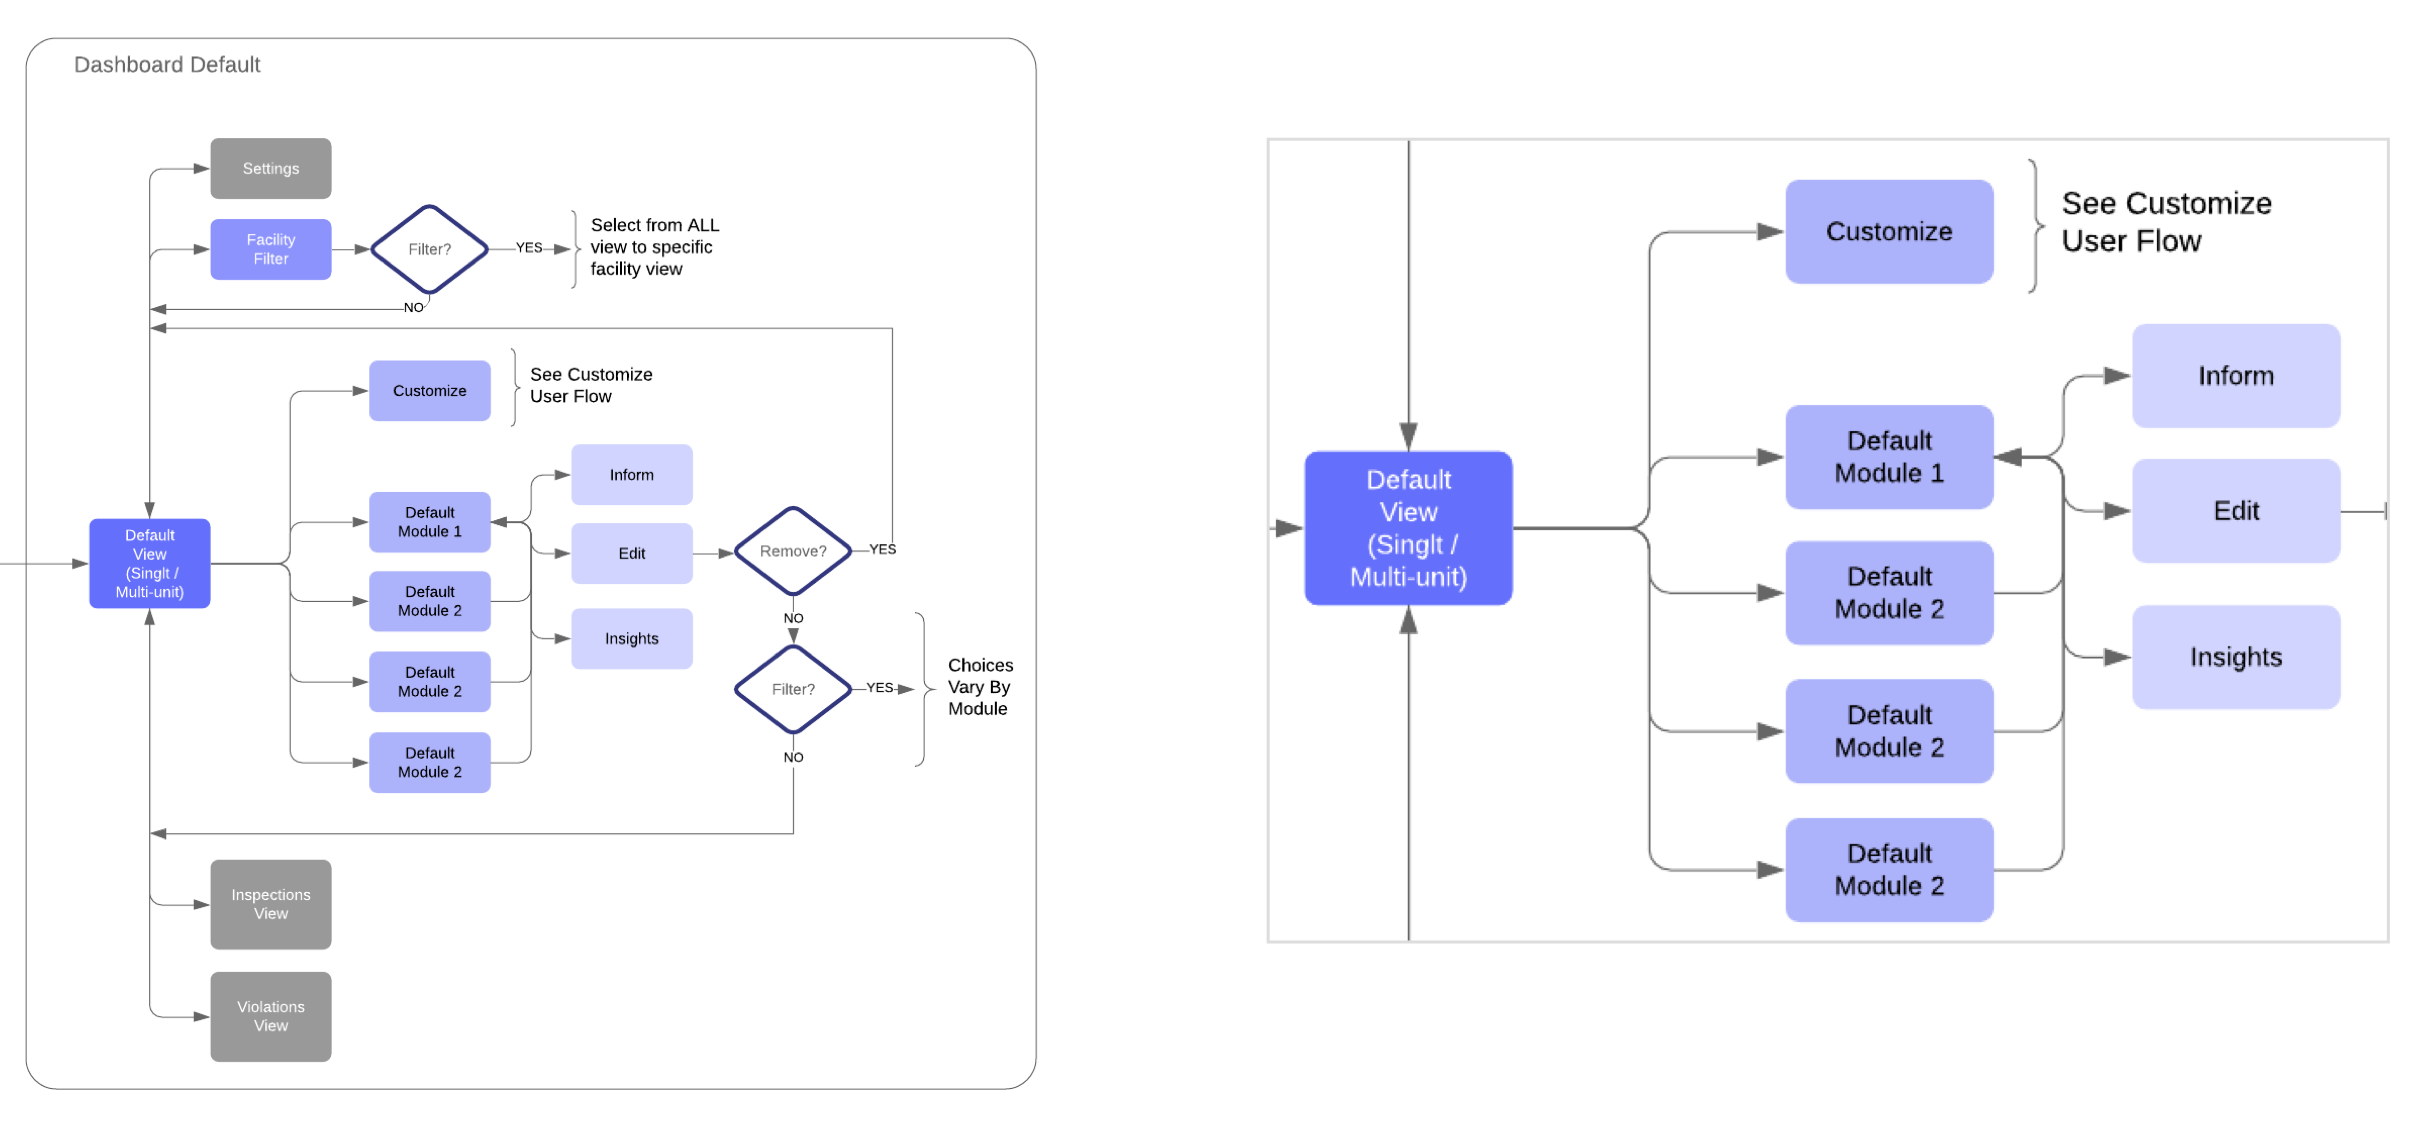 Dashboard Default
Settings
Facility
Filter
Filter?
YES
Select from ALL
view to specific
facility view
NO
Customize
See Customize
User Flow
Default
View
(Singlt /
Multi-unit)
Default
Module 1
Default
Module 2
Default
Module 2
Default
Module 2
Inform
Edit
Insights
Remove?
YES
NO
Filter?
YES
Choices
Vary By
Module
NO
Inspections
View
Violations
View
Customize
See Customize
User Flow
Default
View
(Singlt /
Multi-unit)
Default
Module 1
Default
Module 2
Default
Module 2
Default
Module 2
Inform
Edit
Insights